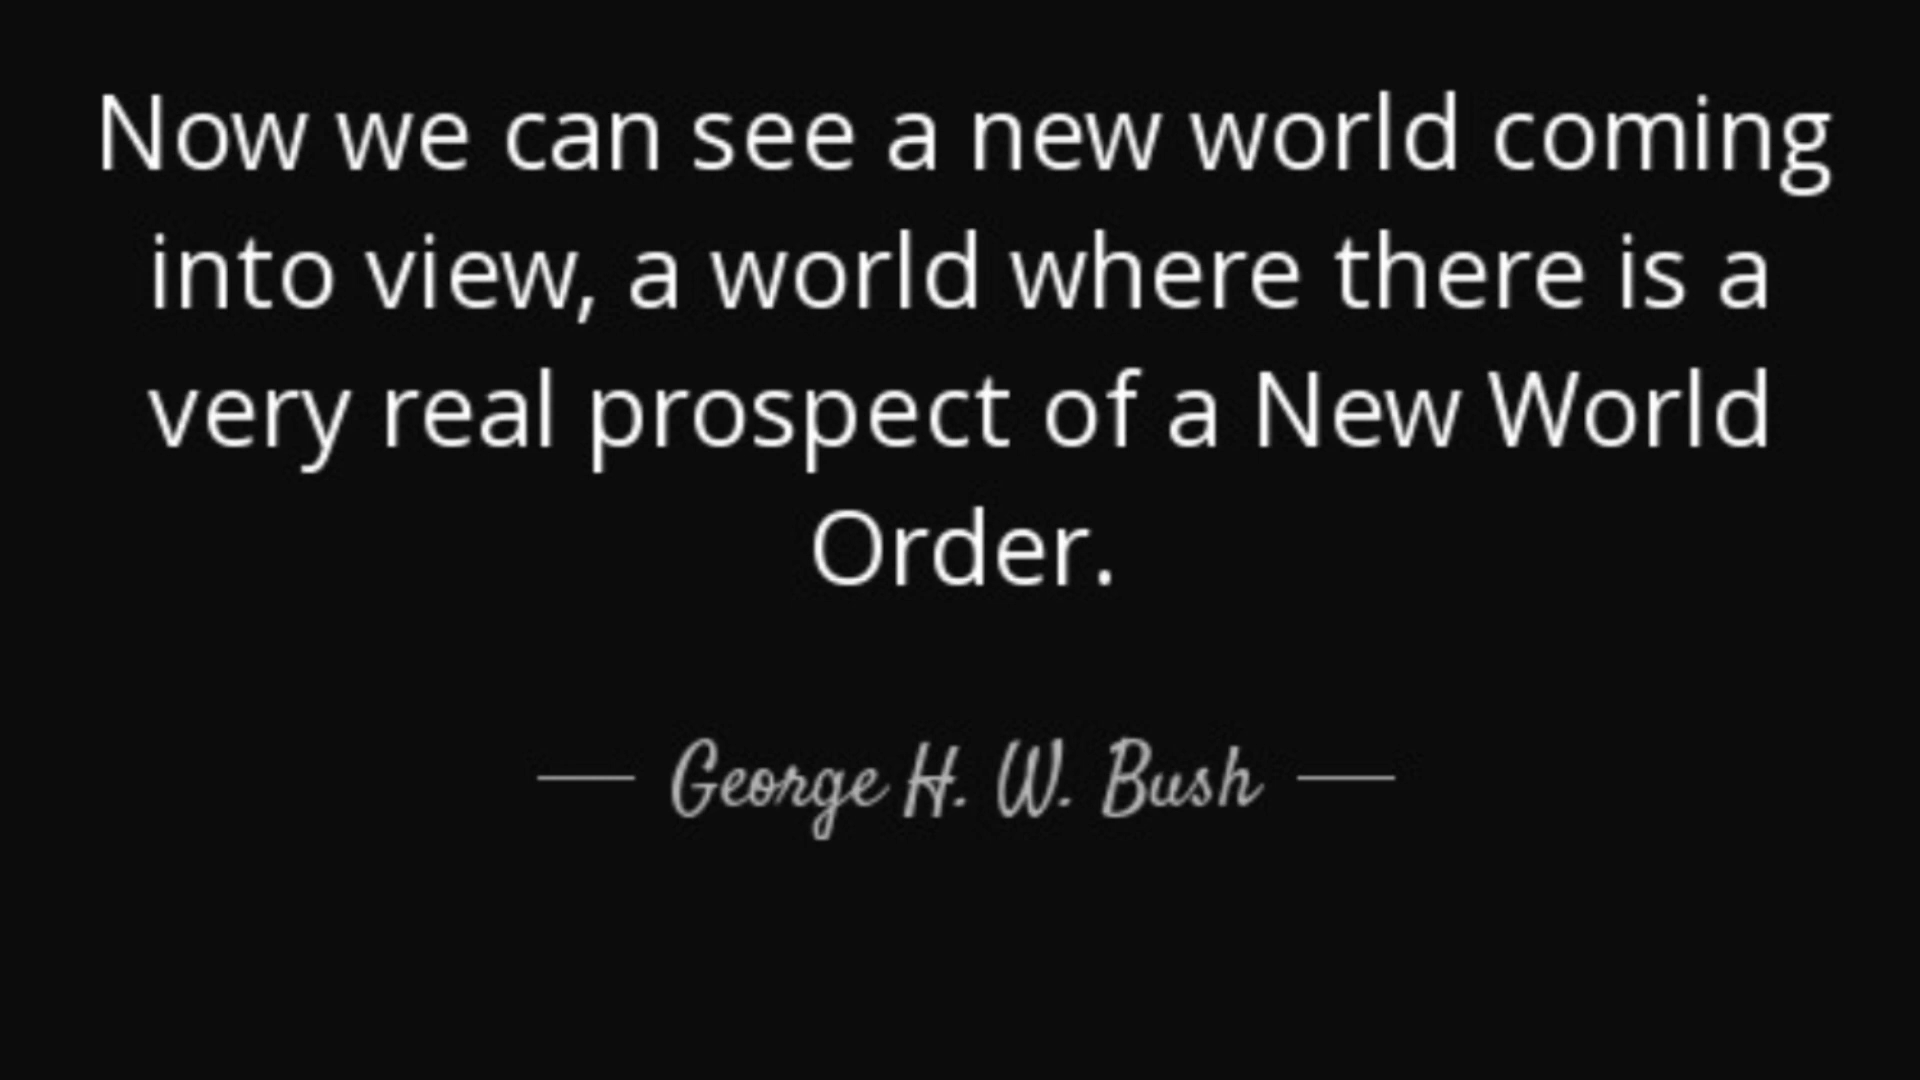 Now we can see a new world coming
into view, a world where there is a
very real prospect of a New World
Order.
— George H. W. Bush —